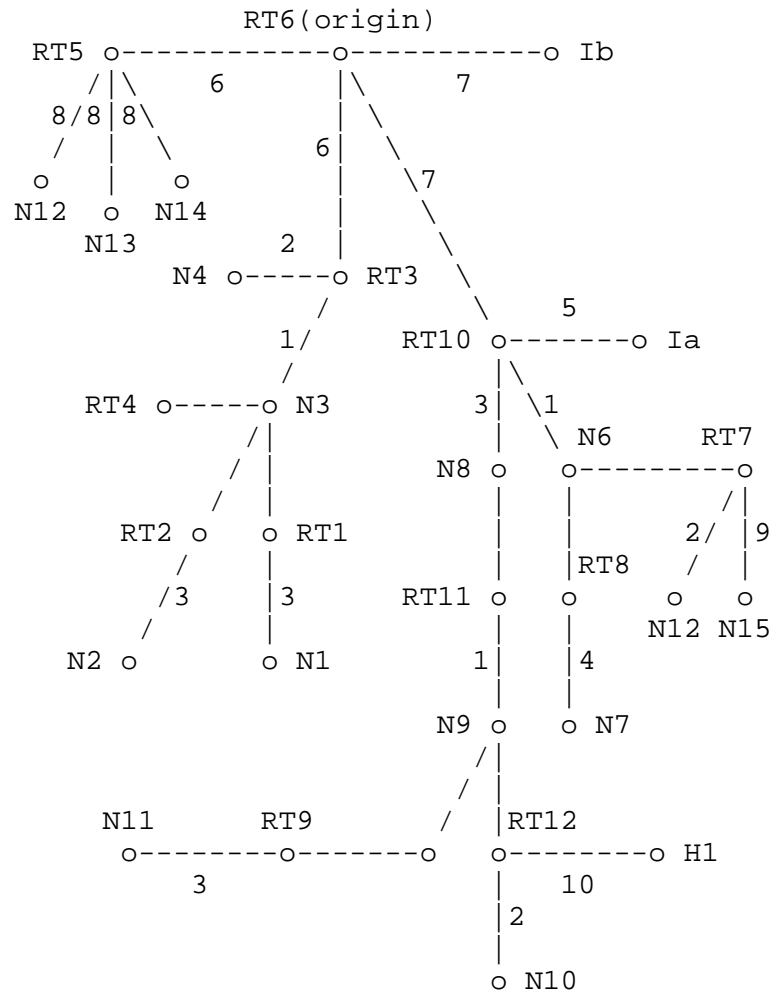 RT6(origin)
RT5 o------------o-----------o Ib
6 7
8/8|8 6
7
o o
N12 o N14
N13 2
N4 o-----o RT3
5
1/ RT10 o-------o Ia
RT4 o-----o N3 3 1
N6 RT7
N8 o o--------o
RT2 o o RT1 2/ 9
RT8
3 3 RT11 o o o o
N12 N15
N2 o o N1 1 4
N9 o o N7
N11 RT9 RT12
o--------o-------o o--------o H1
3 10
2
o N10